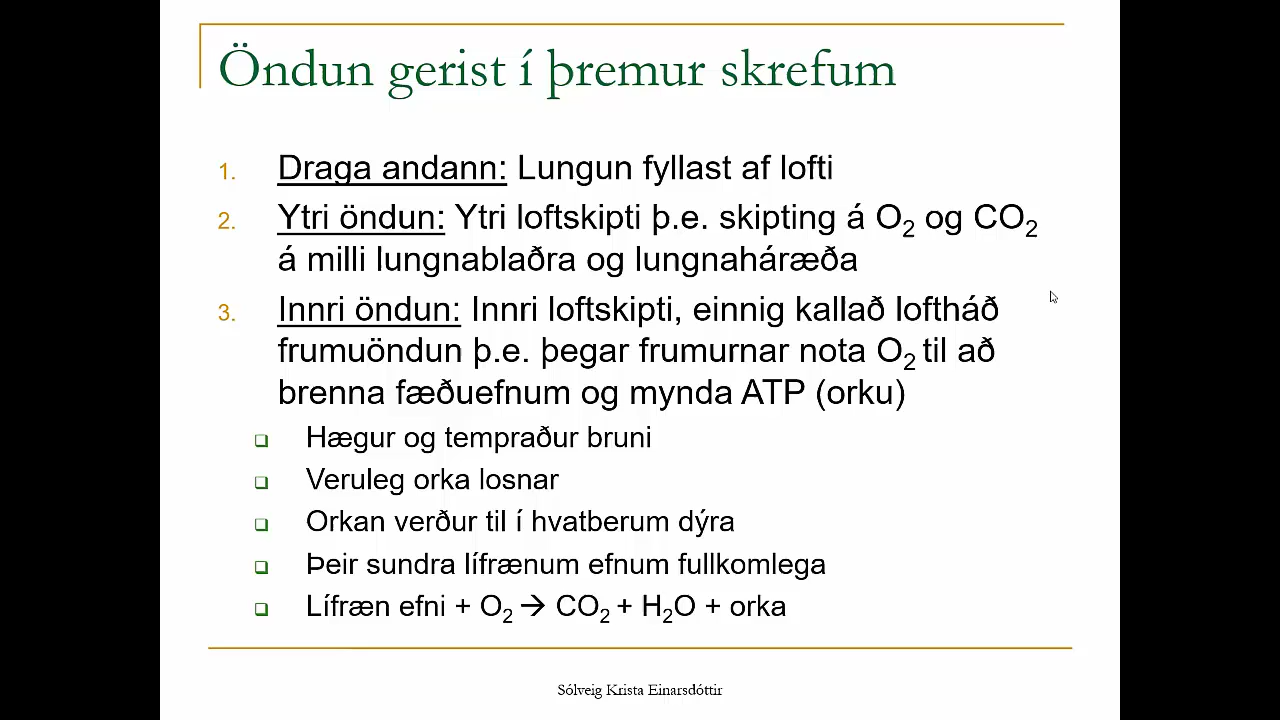 Öndun gerist í þremur skrefum
1. Draga andann: Lungun fyllast af lofti
2. Ytri öndun: Ytri loftskipti þ.e. skipting á O₂ og CO₂
á milli lungnablaðra og lungnaháræða
3. Innri öndun: Innri loftskipti, einnig kallað loftháð
frumuöndun þ.e. þegar frumurnar nota O₂ til að
brenna fæðuefnum og mynda ATP (orku)
❑ Hægur og tempraður bruni
❑ Veruleg orka losnar
❑ Orkan verður til í hvatberum dýra
❑ Þeir sundra lífrænum efnum fullkomlega
❑ Lífræn efni + O₂ → CO₂ + H₂O + orka
Sólveig Krista Einarsdóttir